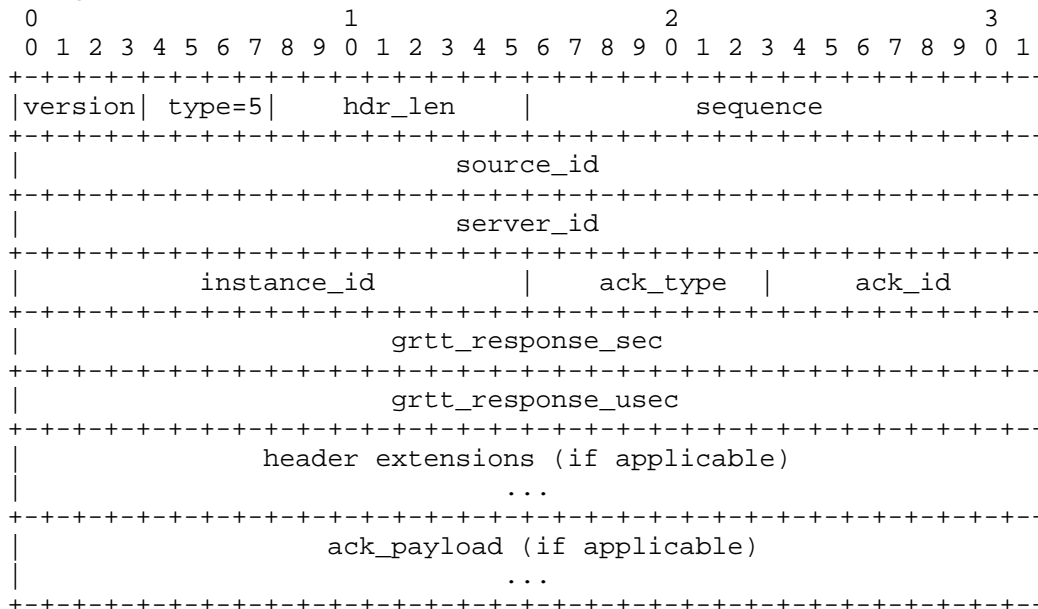 0                   1                   2                   3
 0 1 2 3 4 5 6 7 8 9 0 1 2 3 4 5 6 7 8 9 0 1 2 3 4 5 6 7 8 9 0 1
+-+-+-+-+-+-+-+-+-+-+-+-+-+-+-+-+-+-+-+-+-+-+-+-+-+-+-+-+-+-+-+--
|version| type=5|    hdr_len    |          sequence
+-+-+-+-+-+-+-+-+-+-+-+-+-+-+-+-+-+-+-+-+-+-+-+-+-+-+-+-+-+-+-+--
|                           source_id
+-+-+-+-+-+-+-+-+-+-+-+-+-+-+-+-+-+-+-+-+-+-+-+-+-+-+-+-+-+-+-+--
|                           server_id
+-+-+-+-+-+-+-+-+-+-+-+-+-+-+-+-+-+-+-+-+-+-+-+-+-+-+-+-+-+-+-+--
|           instance_id         |    ack_type  |     ack_id
+-+-+-+-+-+-+-+-+-+-+-+-+-+-+-+-+-+-+-+-+-+-+-+-+-+-+-+-+-+-+-+--
|                       grtt_response_sec
+-+-+-+-+-+-+-+-+-+-+-+-+-+-+-+-+-+-+-+-+-+-+-+-+-+-+-+-+-+-+-+--
|                       grtt_response_usec
+-+-+-+-+-+-+-+-+-+-+-+-+-+-+-+-+-+-+-+-+-+-+-+-+-+-+-+-+-+-+-+--
|               header extensions (if applicable)
|                              ...
+-+-+-+-+-+-+-+-+-+-+-+-+-+-+-+-+-+-+-+-+-+-+-+-+-+-+-+-+-+-+-+--
|                   ack_payload (if applicable)
|                              ...
+-+-+-+-+-+-+-+-+-+-+-+-+-+-+-+-+-+-+-+-+-+-+-+-+-+-+-+-+-+-+-+--